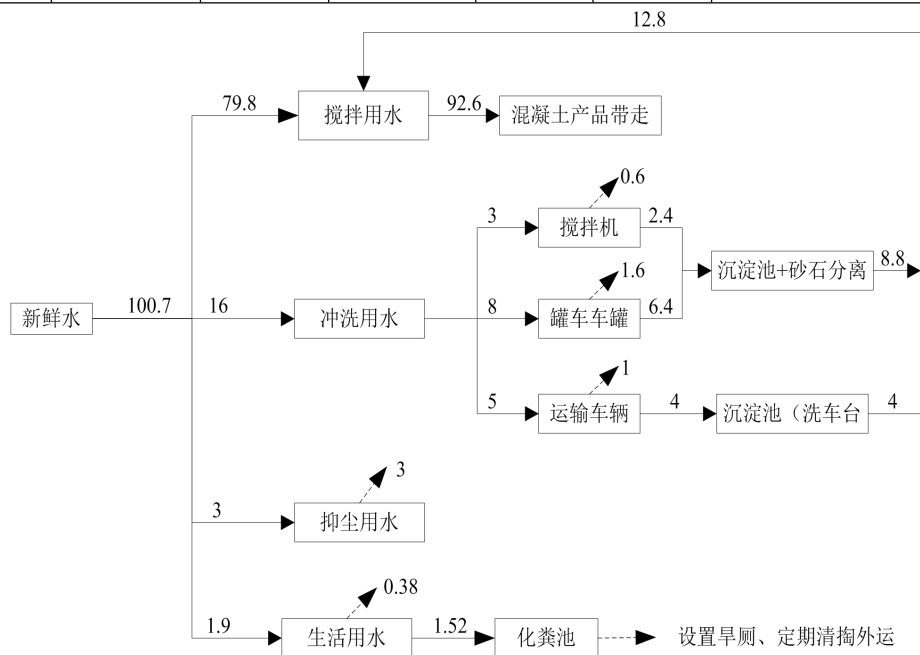 12.8
79.8
搅拌用水
92.6
混凝土产品带走
0.6
3
搅拌机
2.4
沉淀池+砂石分离
8.8
1.6
新鲜水
100.7
16
冲洗用水
8
罐车车罐
6.4
1
5
运输车辆
4
沉淀池（洗车台
4
3
3
抑尘用水
0.38
1.9
生活用水
1.52
化粪池
设置旱厕、定期清掏外运